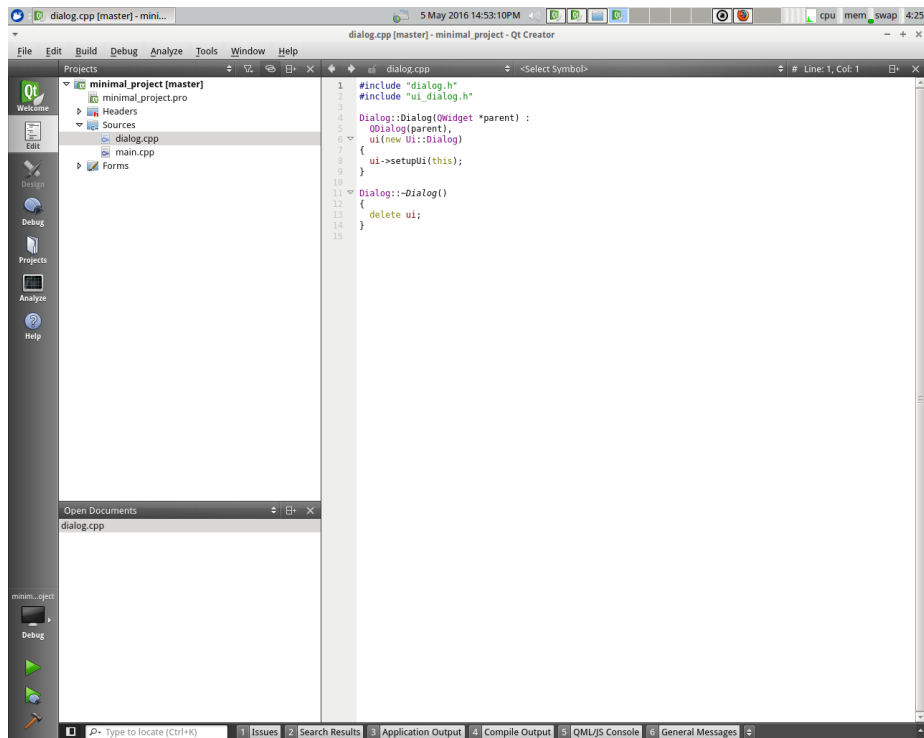 dialog.cpp [master] - mini...
5 May 2016 14:53:10PM
cpu mem swap 4:25
dialog.cpp [master] - minimal_project - Qt Creator
File Edit Build Debug Analyze Tools Window Help
Projects
dialog.cpp
<Select Symbol>
# Line: 1, Col: 1
Qt
Welcome
Edit
Design
Debug
Projects
Analyze
Help
minimal_project [master]
minimal_project.pro
Headers
Sources
dialog.cpp
main.cpp
Forms
1 #include "dialog.h"
2 #include "ui_dialog.h"
3
4 Dialog::Dialog(QWidget *parent) :
5 QDialog(parent),
6 ui(new Ui::Dialog)
7 {
8 ui->setupUi(this);
9 }
10
11 Dialog::~Dialog()
12 {
13 delete ui;
14 }
15
Open Documents
dialog.cpp
minim...oject
Debug
Type to locate (Ctrl+K)
1 Issues 2 Search Results 3 Application Output 4 Compile Output 5 QML/JS Console 6 General Messages